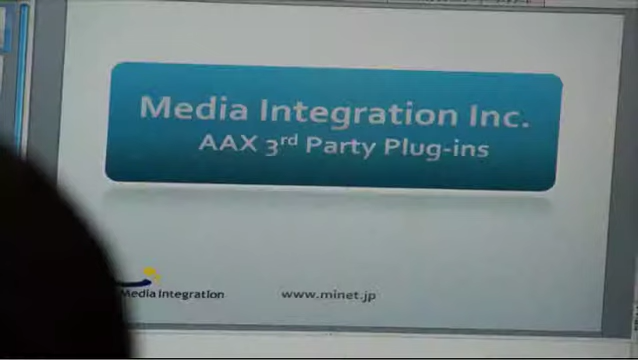 Media Integration Inc.
AAX 3rd Party Plug-ins
Media Integration
www.minet.jp